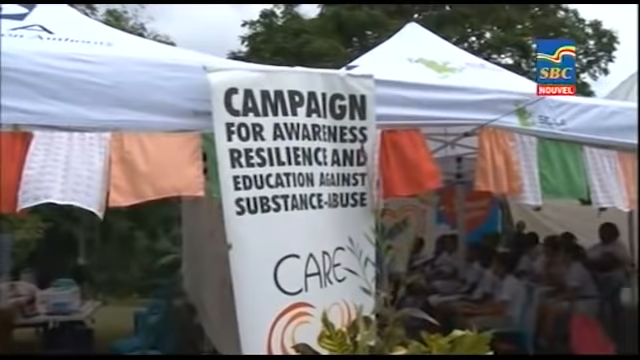 SBC
NOUVEL
CAMPAIGN
FOR AWARENESS
RESILIENCE AND
EDUCATION AGAINST
SUBSTANCE-ABUSE
CARE